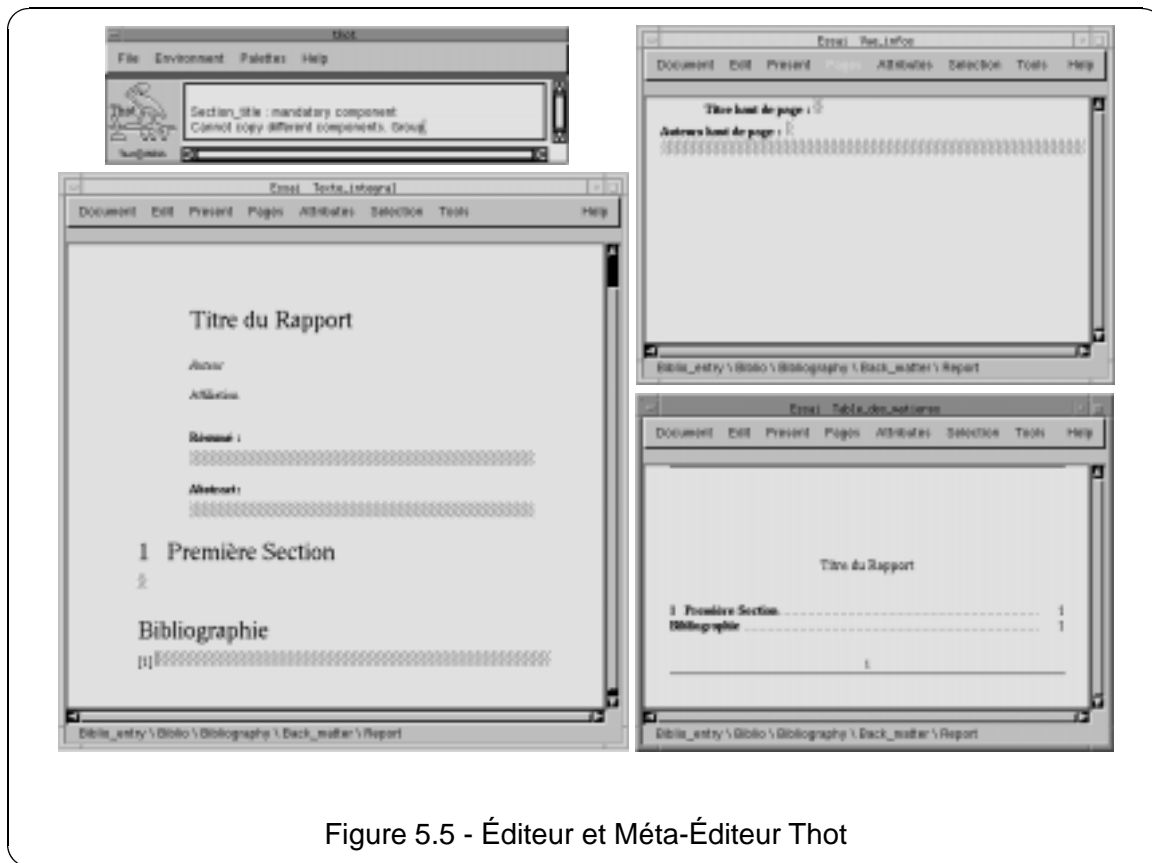 thot
File Environment Palettes Help
Thot
Section_title : mandatory component
Cannot copy different components. Group
Essai Texte_integral
Document Edit Present Pages Attributes Selection Tools Help
Titre du Rapport
Auteur
Affiliation
Résumé :
Abstract :
1 Première Section
Bibliographie
[1]
Biblio_entry \ Biblio \ Bibliography \ Back_matter \ Report
Essai Vue_infos
Document Edit Present Pages Attributes Selection Tools Help
Titre haut de page :
Auteurs haut de page :
Biblio_entry \ Biblio \ Bibliography \ Back_matter \ Report
Essai Table_des_matieres
Document Edit Present Pages Attributes Selection Tools Help
Titre du Rapport
1 Première Section 1
Bibliographie 1
1
Biblio_entry \ Biblio \ Bibliography \ Back_matter \ Report
Figure 5.5 - Éditeur et Méta-Éditeur Thot